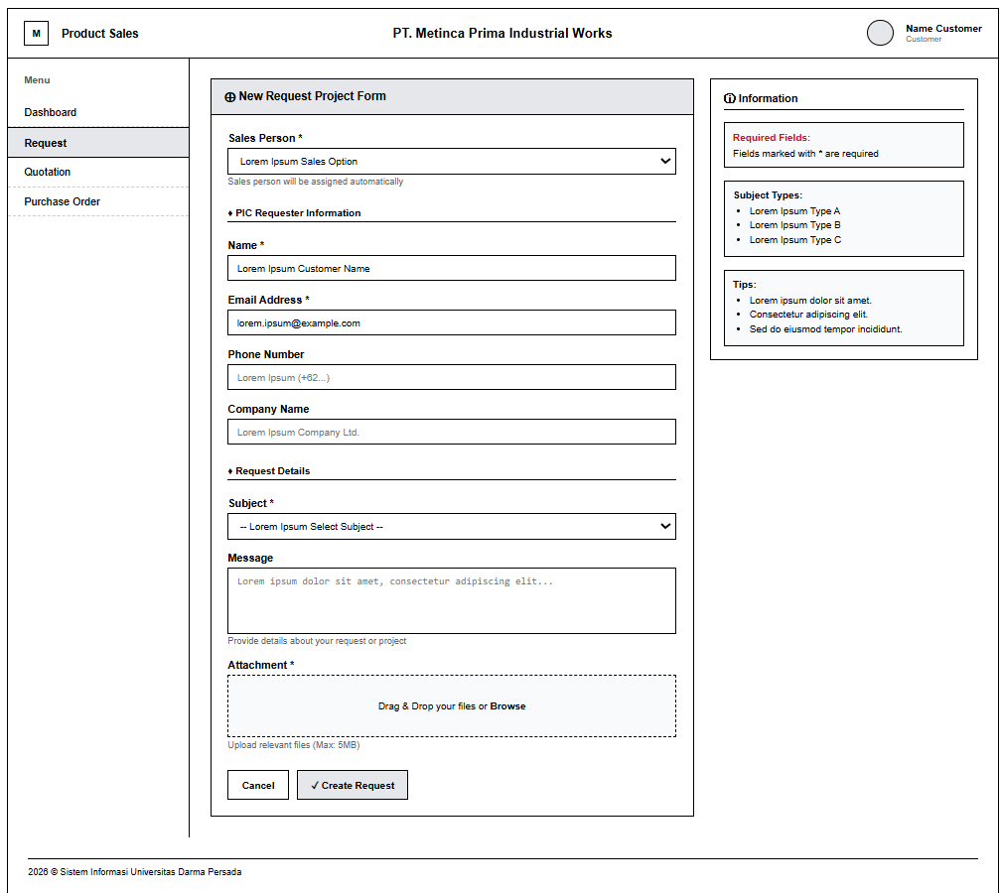 M
Product Sales
PT. Metinca Prima Industrial Works
Name Customer
Customer
Menu
Dashboard
Request
Quotation
Purchase Order
⊕ New Request Project Form
Sales Person *
Lorem Ipsum Sales Option
Sales person will be assigned automatically
♦ PIC Requester Information
Name *
Lorem Ipsum Customer Name
Email Address *
lorem.ipsum@example.com
Phone Number
Lorem Ipsum (+62...)
Company Name
Lorem Ipsum Company Ltd.
♦ Request Details
Subject *
-- Lorem Ipsum Select Subject --
Message
Lorem ipsum dolor sit amet, consectetur adipiscing elit...
Provide details about your request or project
Attachment *
Drag & Drop your files or Browse
Upload relevant files (Max: 5MB)
Cancel
✓ Create Request
ⓘ Information
Required Fields:
Fields marked with * are required
Subject Types:
• Lorem Ipsum Type A
• Lorem Ipsum Type B
• Lorem Ipsum Type C
Tips:
• Lorem ipsum dolor sit amet.
• Consectetur adipiscing elit.
• Sed do eiusmod tempor incididunt.
2026 © Sistem Informasi Universitas Darma Persada